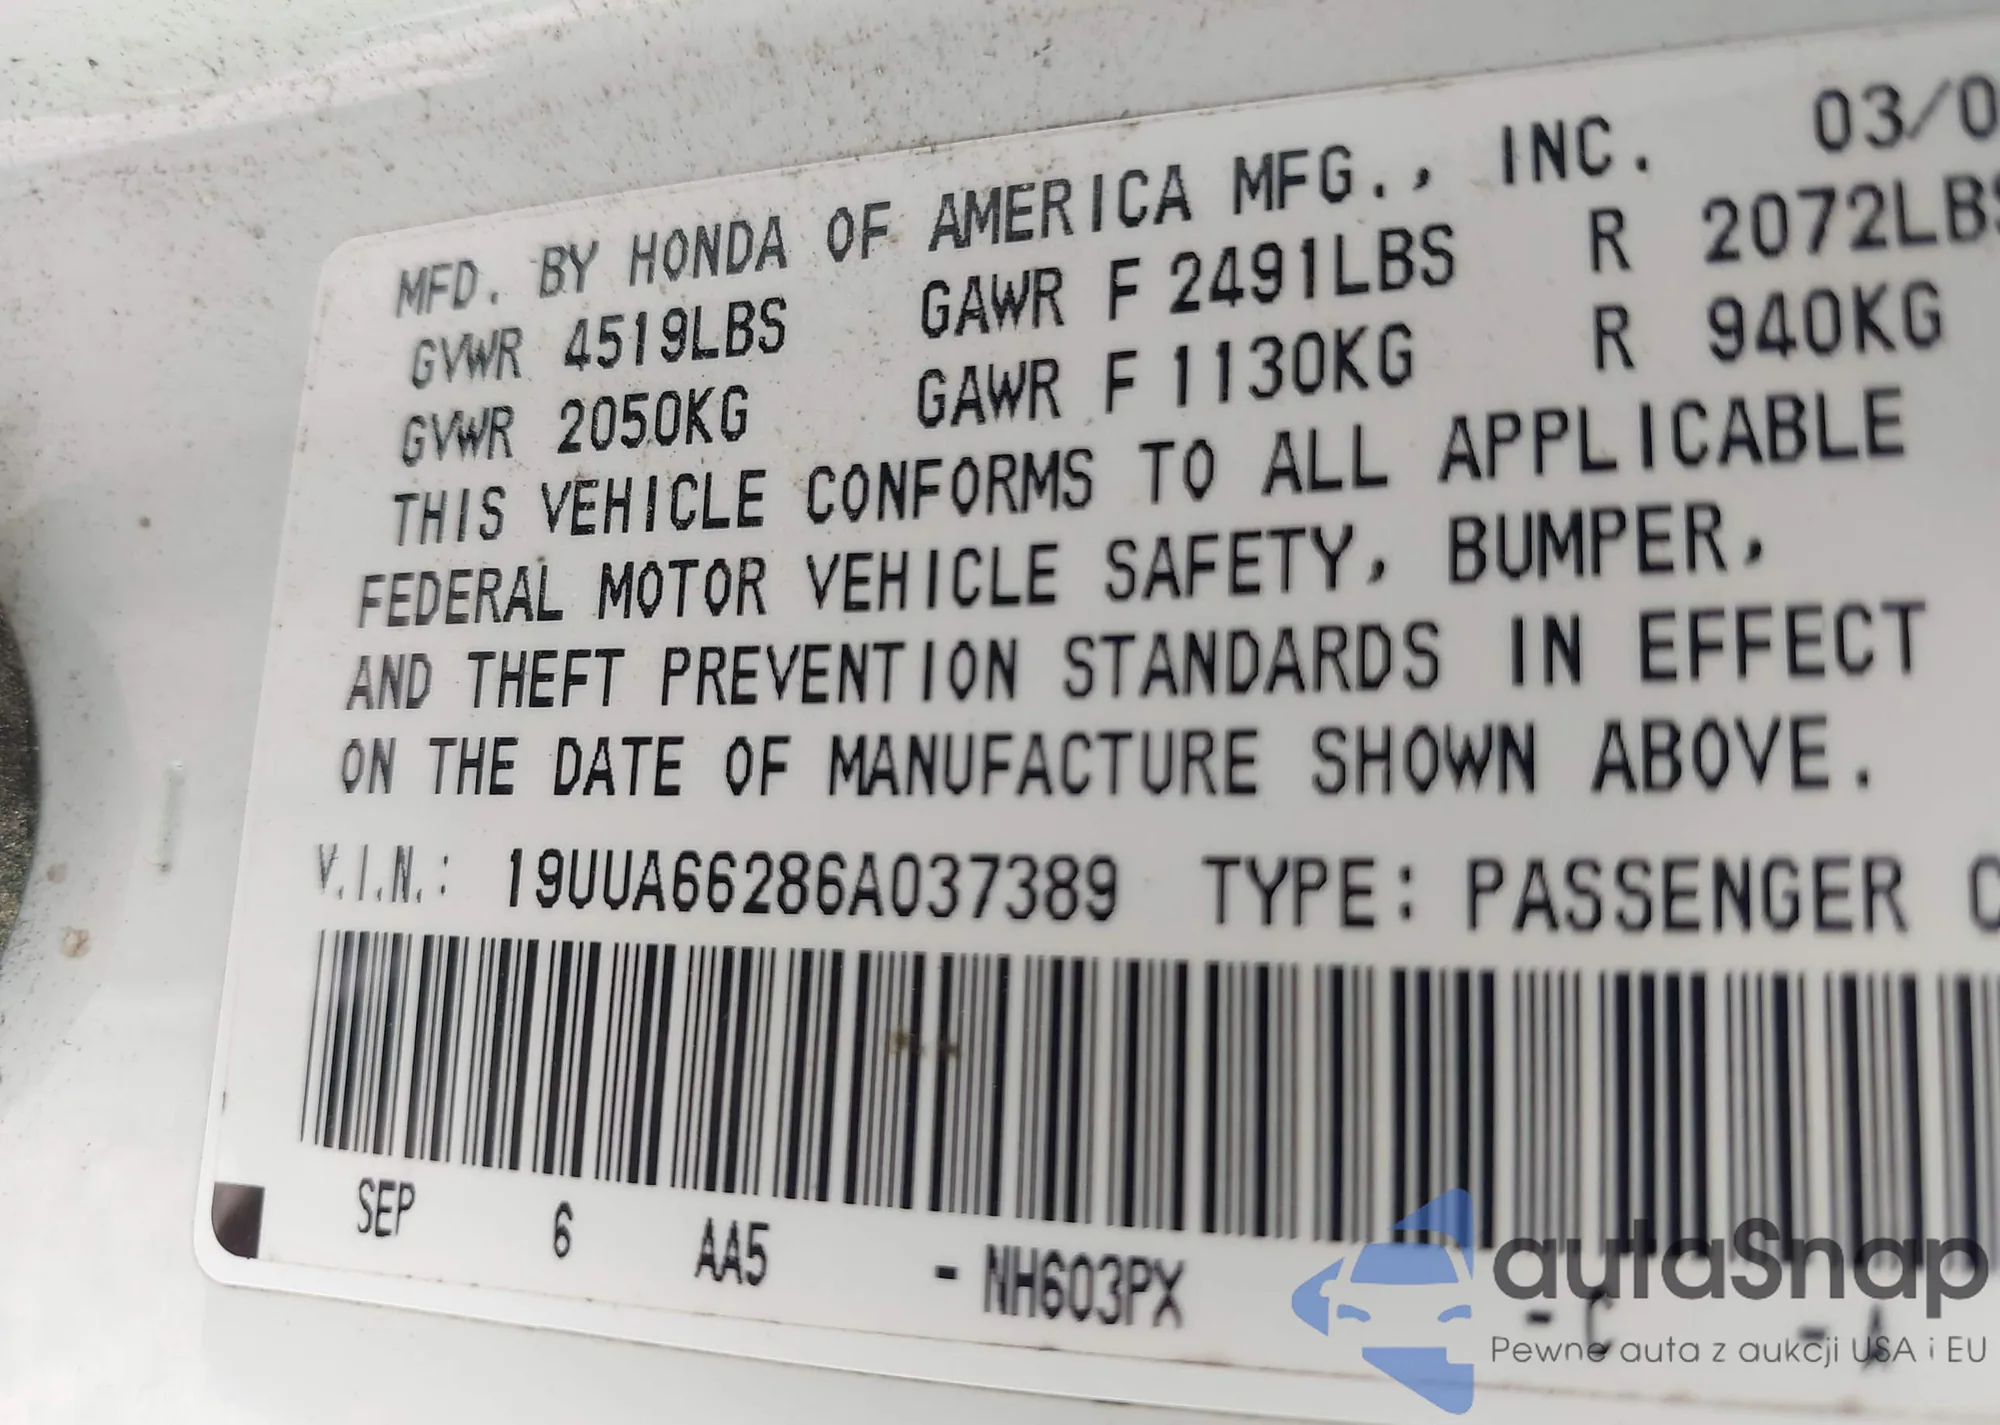 MFD. BY HONDA OF AMERICA MFG., INC. 03/0
GVWR 4519LBS GAWR F 2491LBS R 2072LBS
GVWR 2050KG GAWR F 1130KG R 940KG
THIS VEHICLE CONFORMS TO ALL APPLICABLE
FEDERAL MOTOR VEHICLE SAFETY, BUMPER,
AND THEFT PREVENTION STANDARDS IN EFFECT
ON THE DATE OF MANUFACTURE SHOWN ABOVE.
V.I.N.: 19UUA66286A037389 TYPE: PASSENGER C
SEP 6 AA5 - NH603PX - C - A
autaSnap
Pewne auta z aukcji USA i EU